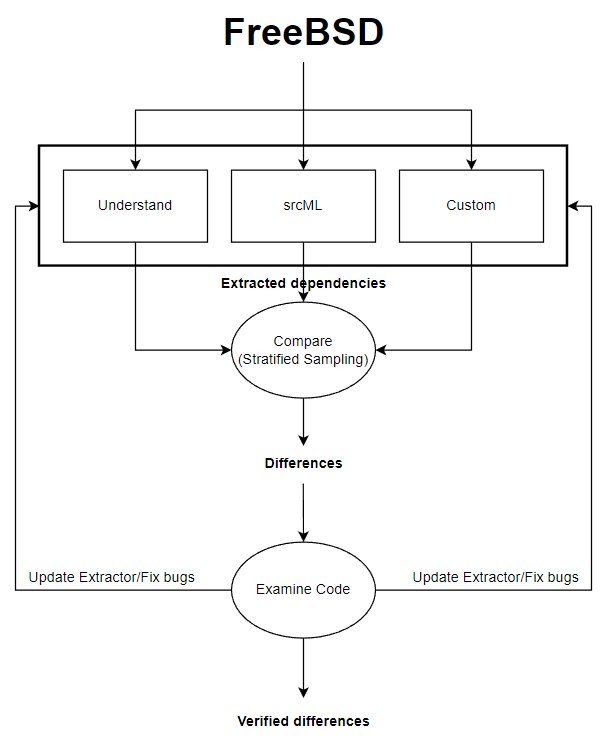 FreeBSD
Understand
srcML
Custom
Extracted dependencies
Compare
(Stratified Sampling)
Differences
Update Extractor/Fix bugs
Examine Code
Update Extractor/Fix bugs
Verified differences